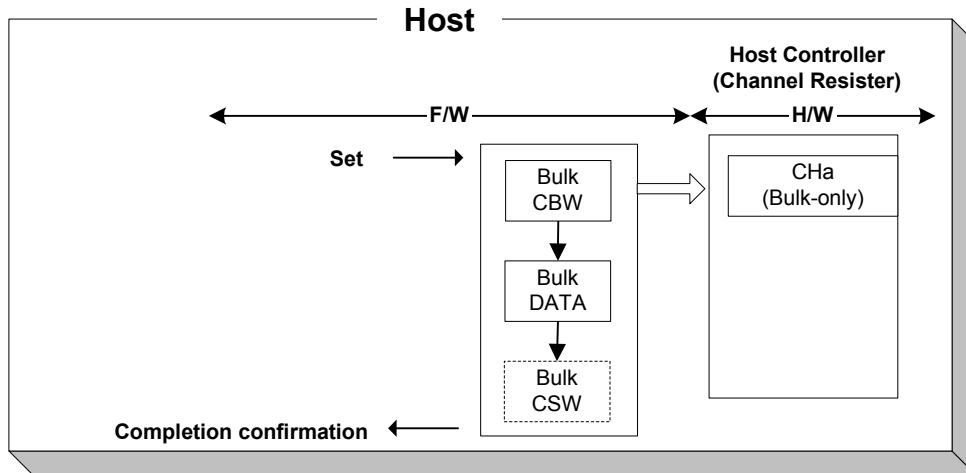 Host
Host Controller
(Channel Resister)
F/W
H/W
Set
Bulk
CBW
CHa
(Bulk-only)
Bulk
DATA
Bulk
CSW
Completion confirmation